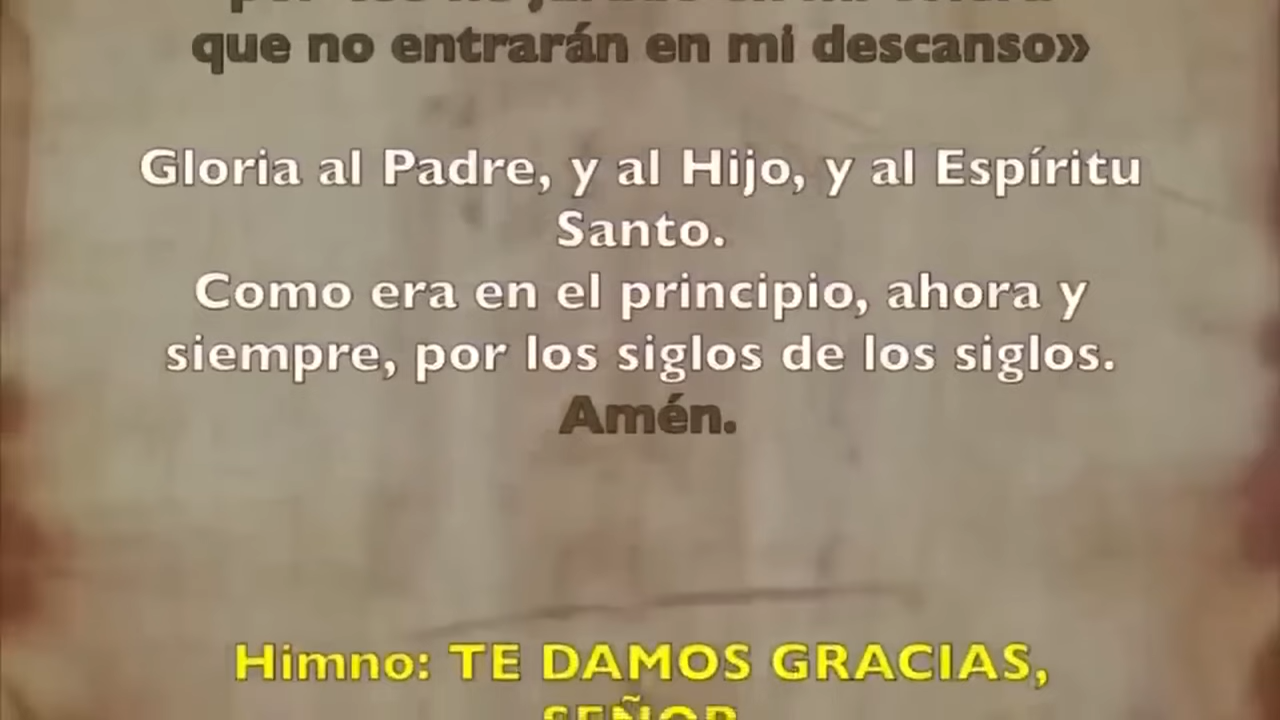 que no entrarán en mi descanso»
Gloria al Padre, y al Hijo, y al Espíritu
Santo.
Como era en el principio, ahora y
siempre, por los siglos de los siglos.
Amén.
Himno: TE DAMOS GRACIAS,
SEÑOR